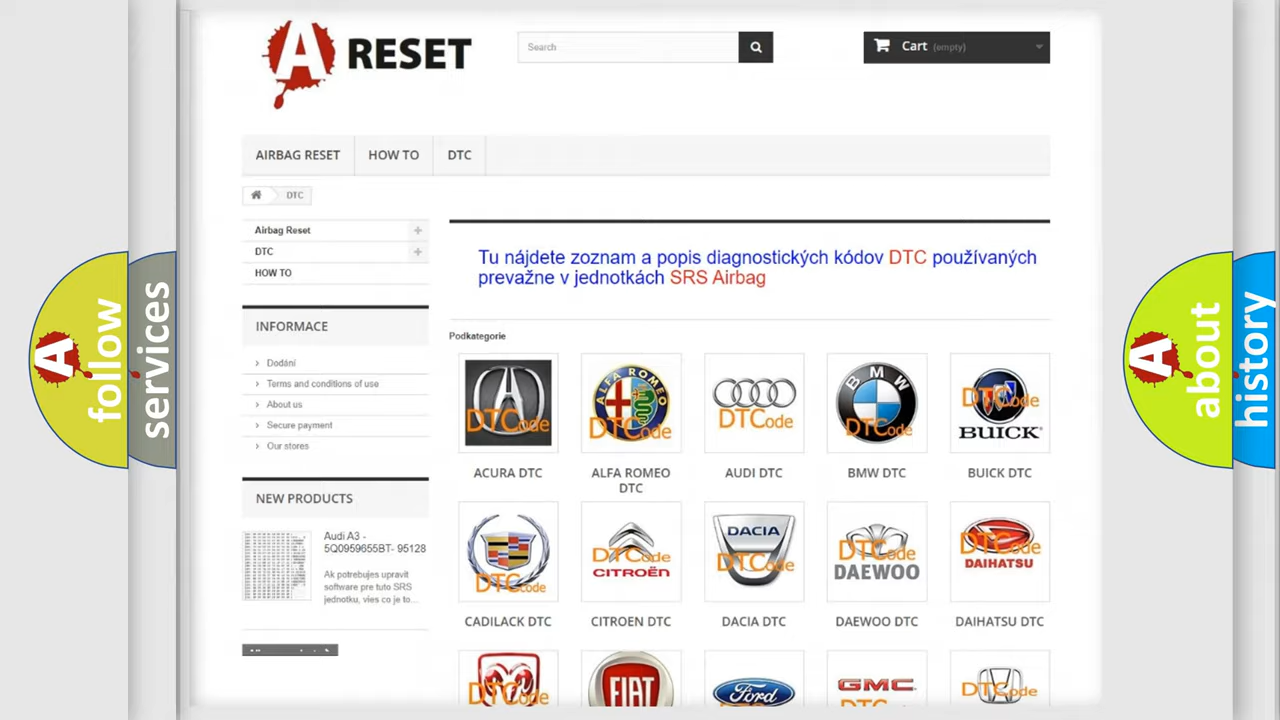 A RESET
Search
Cart (empty)
AIRBAG RESET
HOW TO
DTC
DTC
Airbag Reset
DTC
HOW TO
INFORMACE
Dodání
Terms and conditions of use
About us
Secure payment
Our stores
NEW PRODUCTS
Audi A3 -
5Q0959655BT- 95128
Ak potrebujes upravit
software pre tuto SRS
jednotku, vies co je to...
Tu nájdete zoznam a popis diagnostických kódov DTC používaných
prevažne v jednotkách SRS Airbag
Podkategorie
DTCode
ALFA ROMEO
DTCode
DTCode
BMW
DTCode
DTCode
BUICK
ACURA DTC
ALFA ROMEO
DTC
AUDI DTC
BMW DTC
BUICK DTC
DTCode
DTCode
CITROËN
DACIA
DTCode
DTCode
DAEWOO
DTCode
DAIHATSU
CADILACK DTC
CITROEN DTC
DACIA DTC
DAEWOO DTC
DAIHATSU DTC
DTCode
FIAT
Ford
GMC
DTCode
A follow
services
A about
history